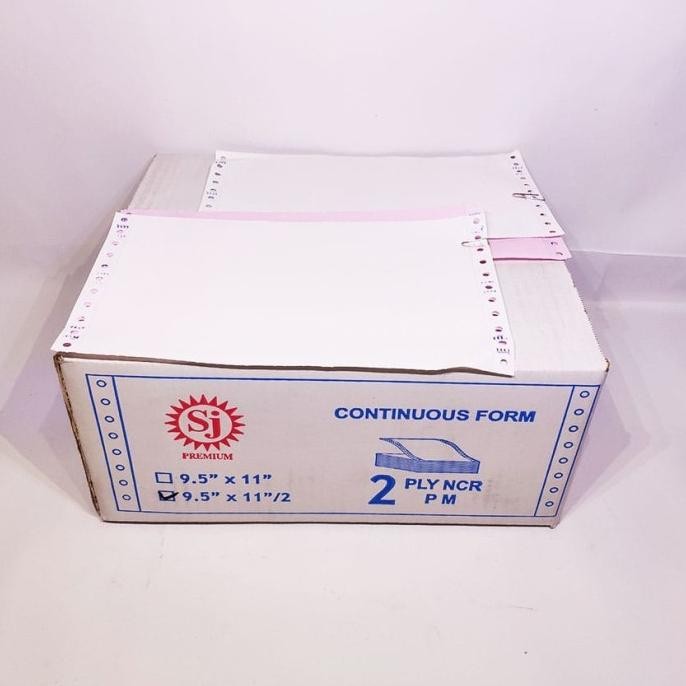 Sj
PREMIUM
9.5” x 11”
9.5” x 11”/2
CONTINUOUS FORM
2 PLY NCR
P M